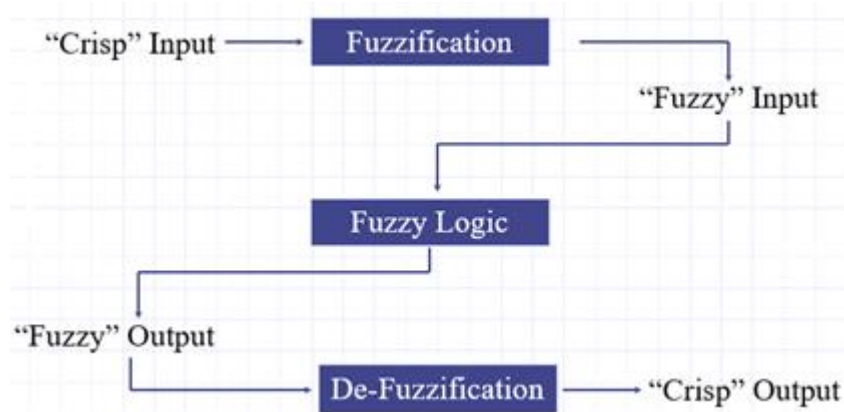 “Crisp” Input
Fuzzification
“Fuzzy” Input
Fuzzy Logic
“Fuzzy” Output
De-Fuzzification
“Crisp” Output